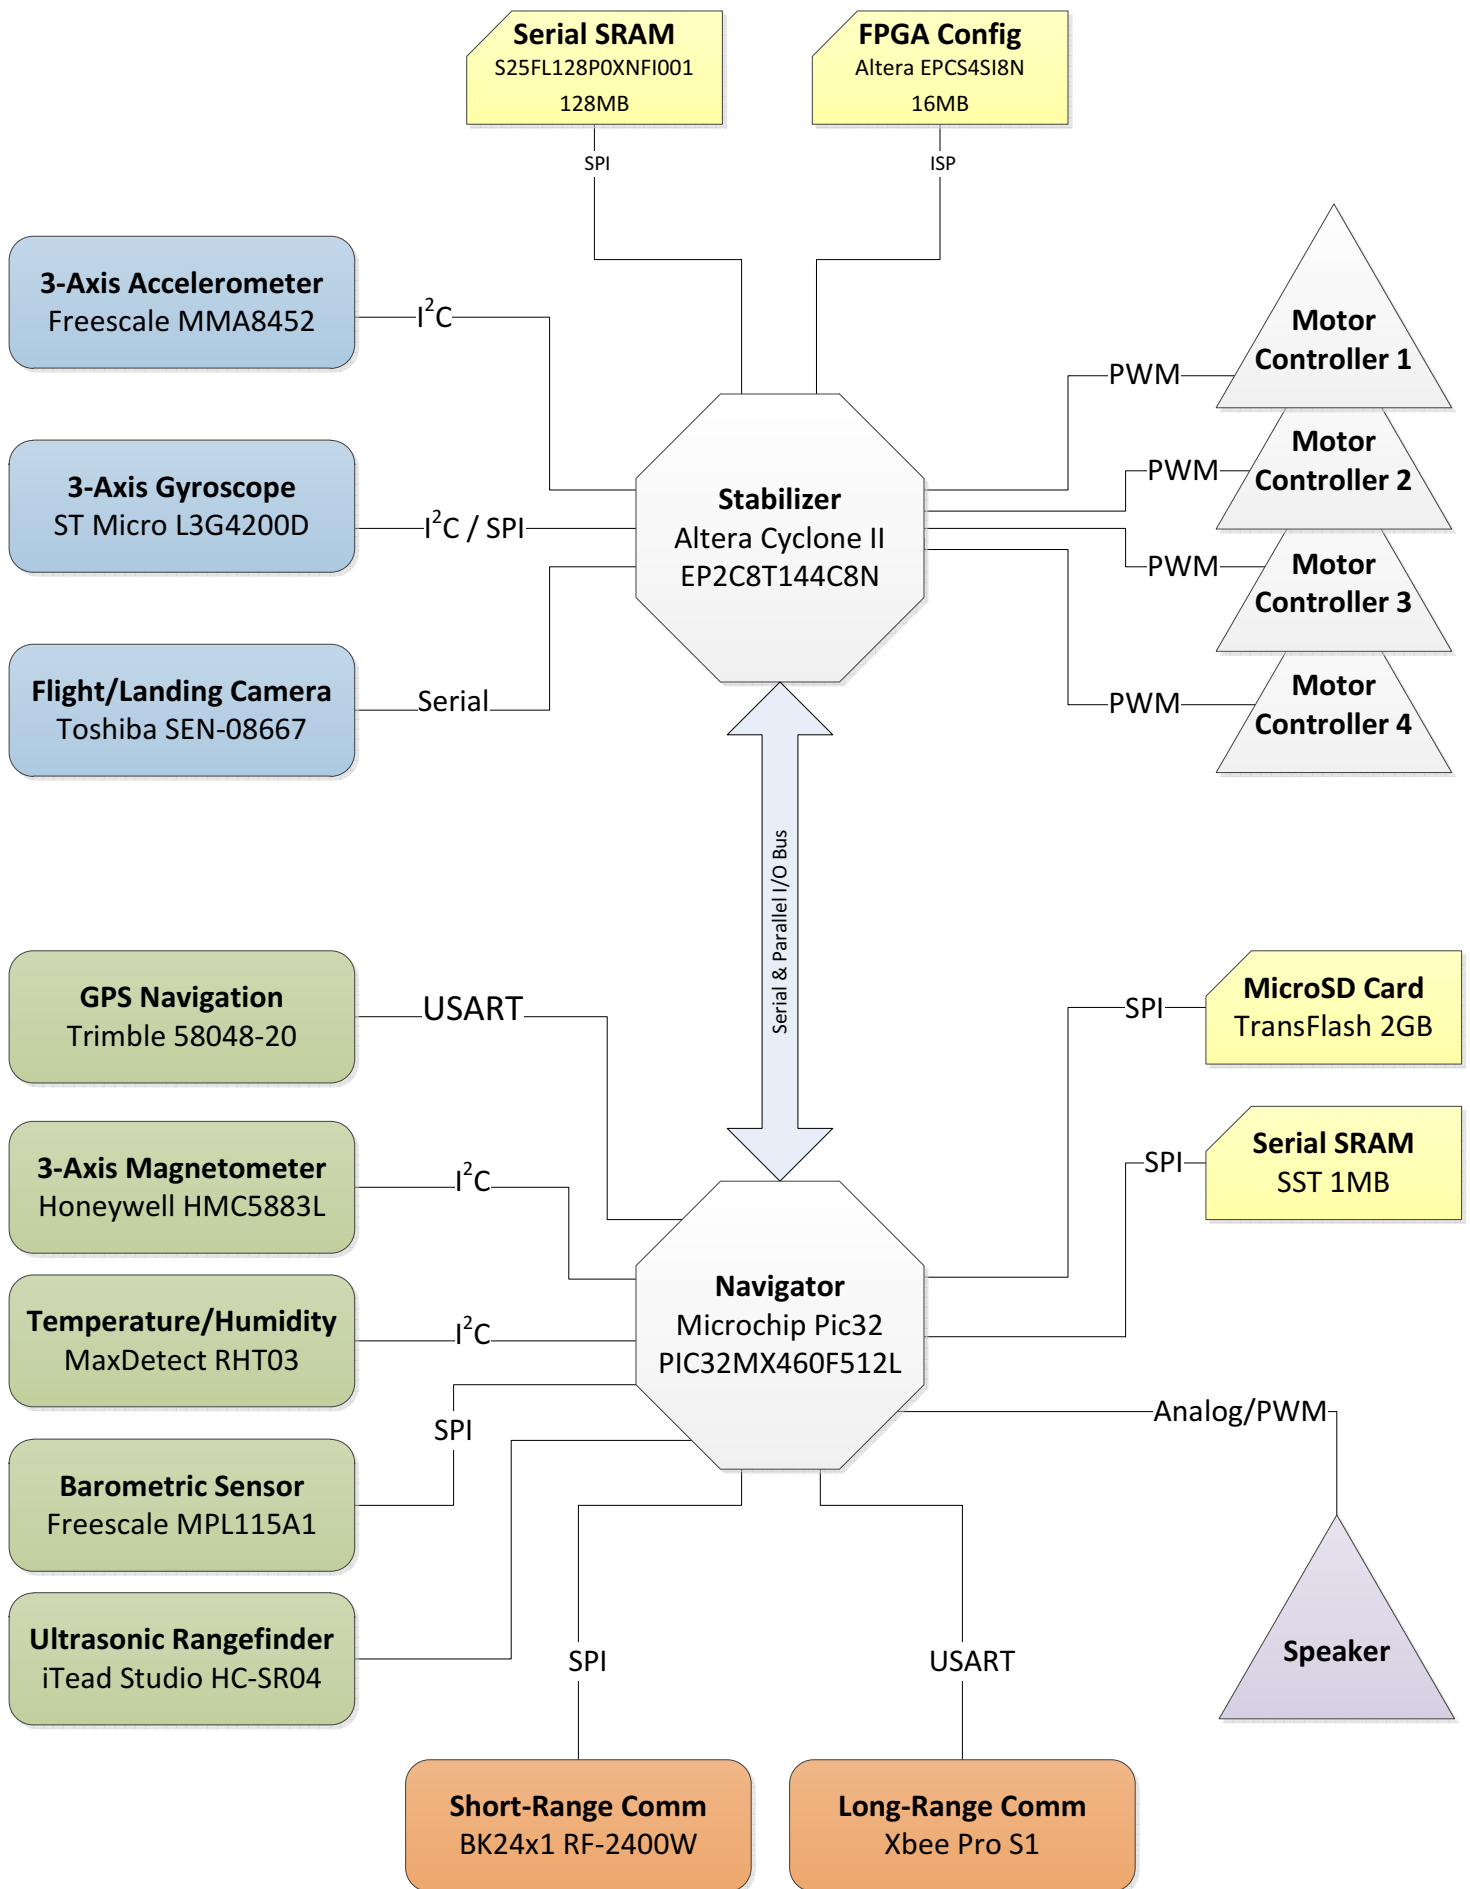 Serial SRAM
S25FL128P0XNFI001
128MB
FPGA Config
Altera EPCS4SI8N
16MB
SPI
ISP
3-Axis Accelerometer
Freescale MMA8452
I²C
Motor
Controller 1
PWM
3-Axis Gyroscope
ST Micro L3G4200D
I²C / SPI
Stabilizer
Altera Cyclone II
EP2C8T144C8N
PWM
Motor
Controller 2
PWM
Motor
Controller 3
Flight/Landing Camera
Toshiba SEN-08667
Serial
PWM
Motor
Controller 4
Serial & Parallel I/O Bus
GPS Navigation
Trimble 58048-20
USART
SPI
MicroSD Card
TransFlash 2GB
3-Axis Magnetometer
Honeywell HMC5883L
I²C
SPI
Serial SRAM
SST 1MB
Temperature/Humidity
MaxDetect RHT03
I²C
Navigator
Microchip Pic32
PIC32MX460F512L
SPI
Analog/PWM
Barometric Sensor
Freescale MPL115A1
Ultrasonic Rangefinder
iTead Studio HC-SR04
SPI
USART
Speaker
Short-Range Comm
BK24x1 RF-2400W
Long-Range Comm
Xbee Pro S1